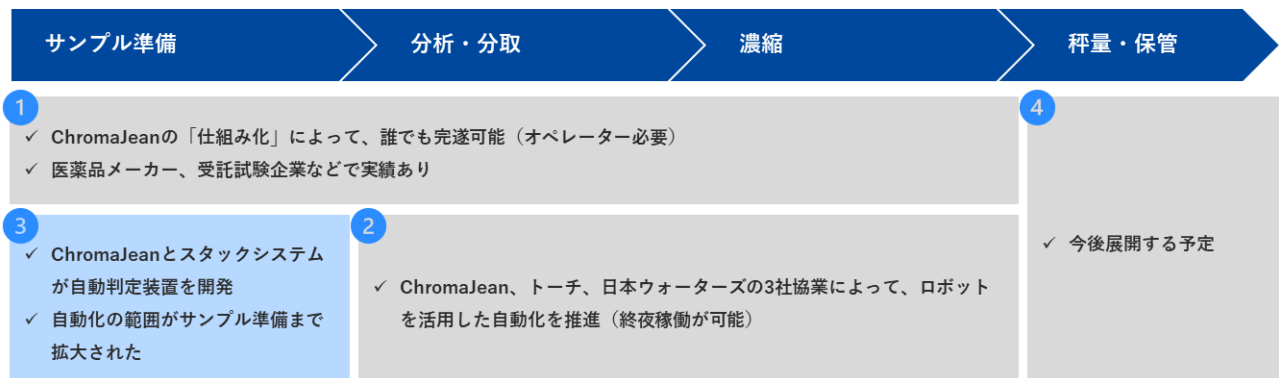 サンプル準備
分析・分取
濃縮
秤量・保管
1
✓ ChromaJeanの「仕組み化」によって、誰でも完遂可能（オペレーター必要）
✓ 医薬品メーカー、受託試験企業などで実績あり
4
✓ 今後展開する予定
3
✓ ChromaJeanとスタックシステム
が自動判定装置を開発
✓ 自動化の範囲がサンプル準備まで
拡大された
2
✓ ChromaJean、トーチ、日本ウォーターズの3社協業によって、ロボット
を活用した自動化を推進（終夜稼働が可能）